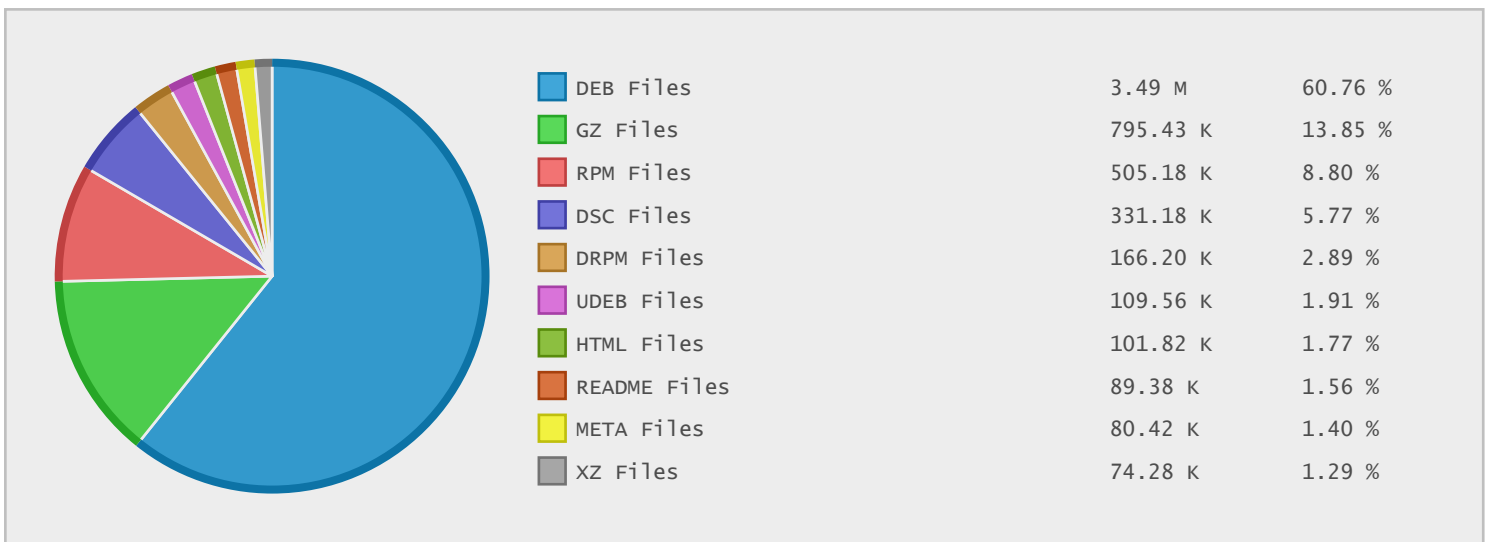 DEB Files 3.49 M 60.76 %
GZ Files 795.43 K 13.85 %
RPM Files 505.18 K 8.80 %
DSC Files 331.18 K 5.77 %
DRPM Files 166.20 K 2.89 %
UDEB Files 109.56 K 1.91 %
HTML Files 101.82 K 1.77 %
README Files 89.38 K 1.56 %
META Files 80.42 K 1.40 %
XZ Files 74.28 K 1.29 %